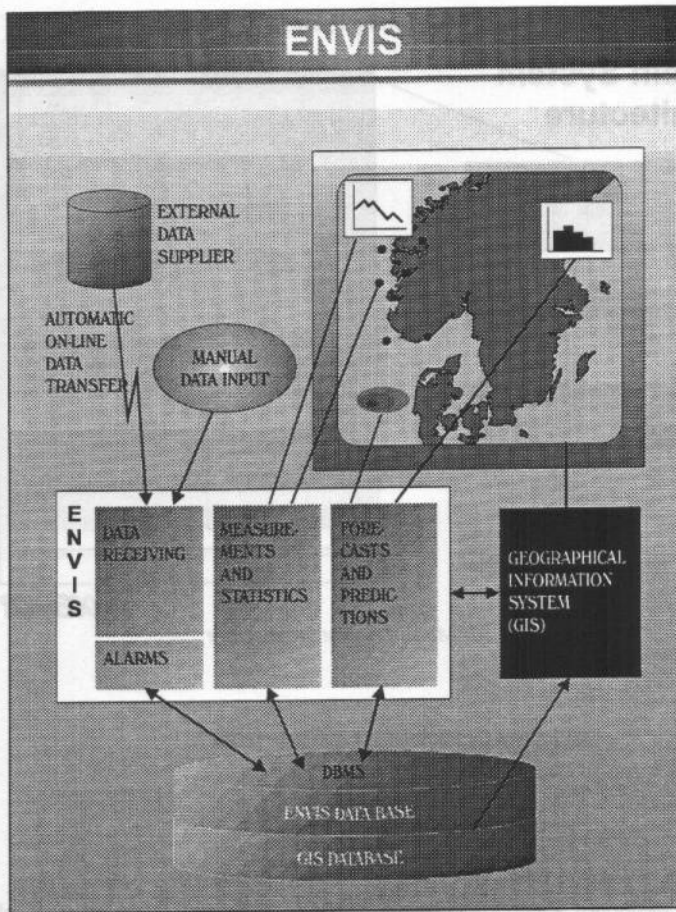 ENVIS
EXTERNAL
DATA
SUPPLIER
AUTOMATIC
ON-LINE
DATA
TRANSFER
MANUAL
DATA INPUT
ENVIS
DATA
RECEIVING
ALARMS
MEASURE-
MENTS
AND
STATISTICS
FORE-
CASTS
AND
PREDIC-
TIONS
GEOGRAPHICAL
INFORMATION
SYSTEM
(GIS)
DBMS
ENVIS DATA BASE
GIS DATABASE